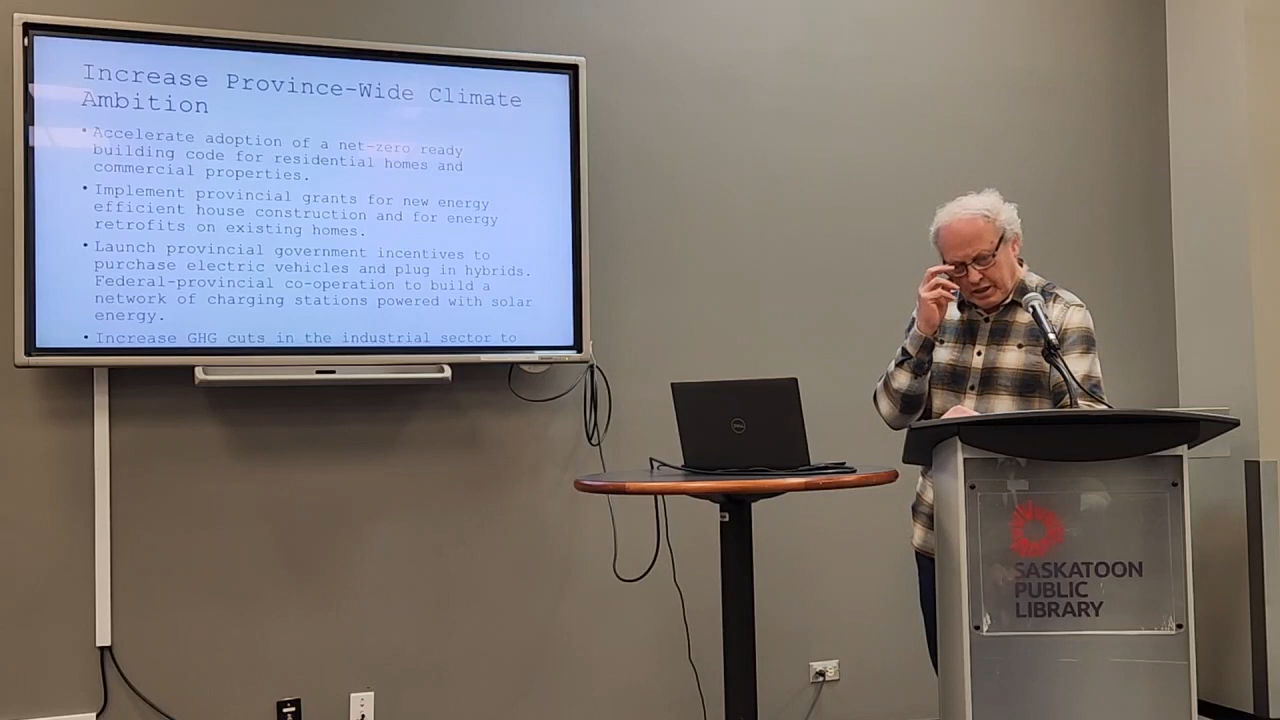 Increase Province-Wide Climate
Ambition
• Accelerate adoption of a net-zero ready
building code for residential homes and
commercial properties.
• Implement provincial grants for new energy
efficient house construction and for energy
retrofits on existing homes.
• Launch provincial government incentives to
purchase electric vehicles and plug in hybrids.
Federal-provincial co-operation to build a
network of charging stations powered with solar
energy.
• Increase GHG cuts in the industrial sector to
DELL
SASKATOON
PUBLIC
LIBRARY